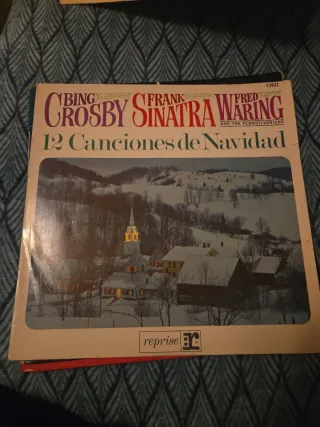 BING CROSBY FRANK SINATRA FRED WARING
AND THE PENNSYLVANIANS
12 Canciones de Navidad
reprise r: